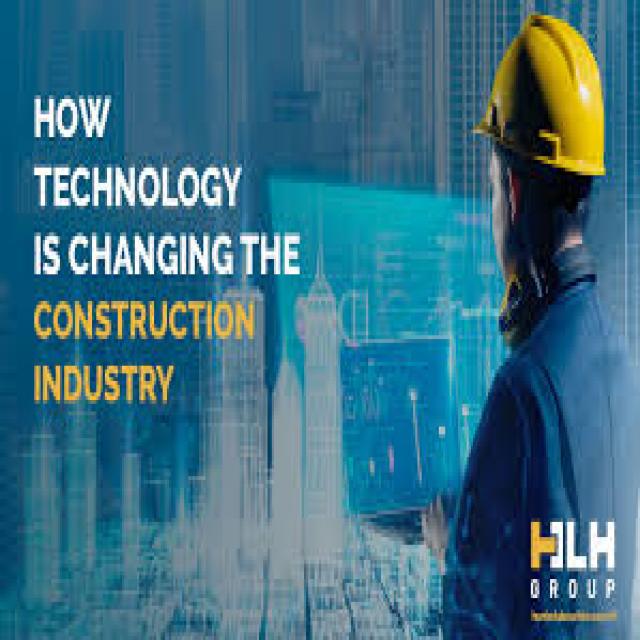 HOW
TECHNOLOGY
IS CHANGING THE
CONSTRUCTION
INDUSTRY
HLH
GROUP